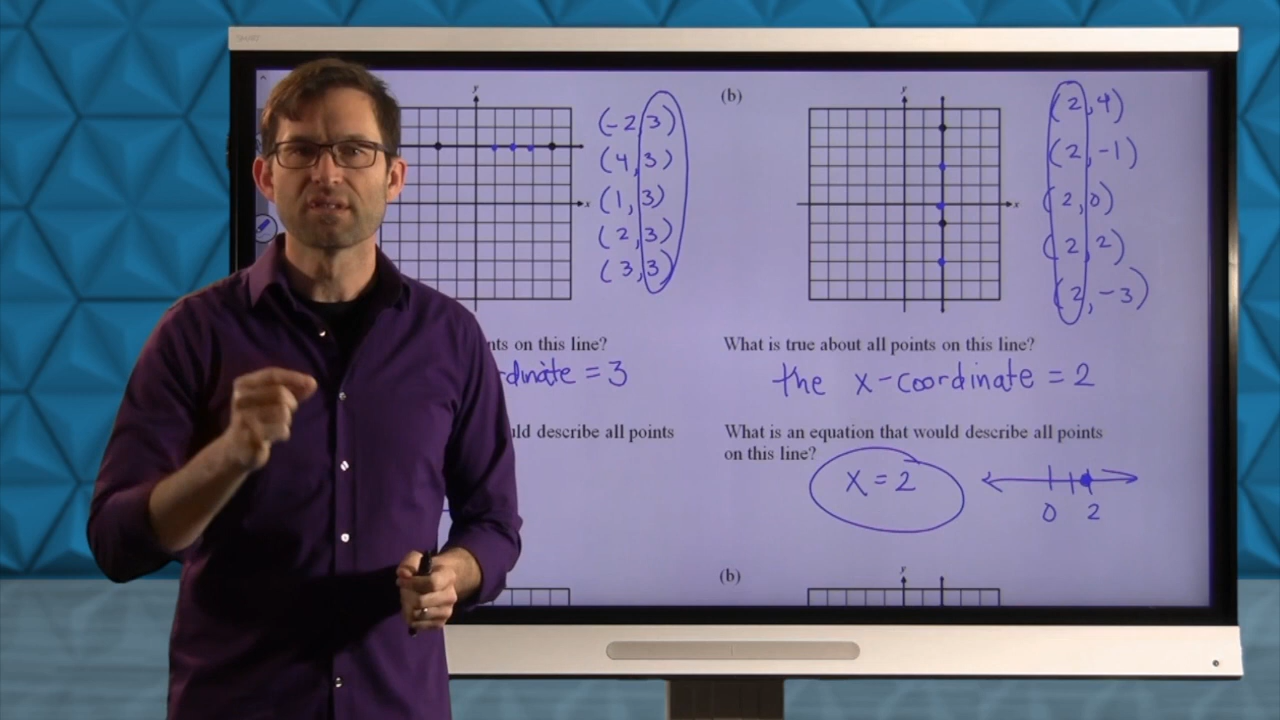 SMART
y
x
(-2,3)
(4,3)
(1,3)
(2,3)
(3,3)
nts on this line?
rdinate = 3
uld describe all points
(b)
y
x
(2,4)
(2,-1)
(2,0)
(2,2)
(2,-3)
What is true about all points on this line?
the x-coordinate = 2
What is an equation that would describe all points
on this line?
x = 2
0 2
(b)
y